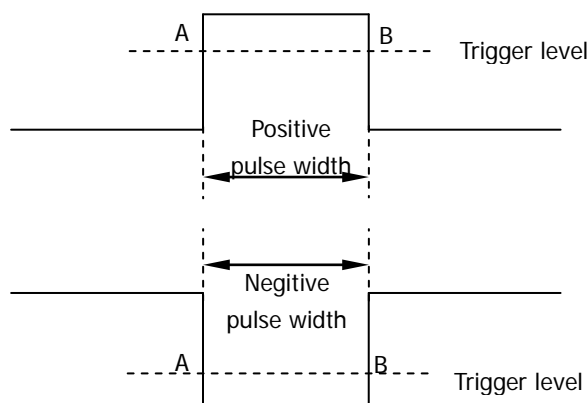 A B Trigger level
Positive
pulse width
Negitive
pulse width
A B
Trigger level